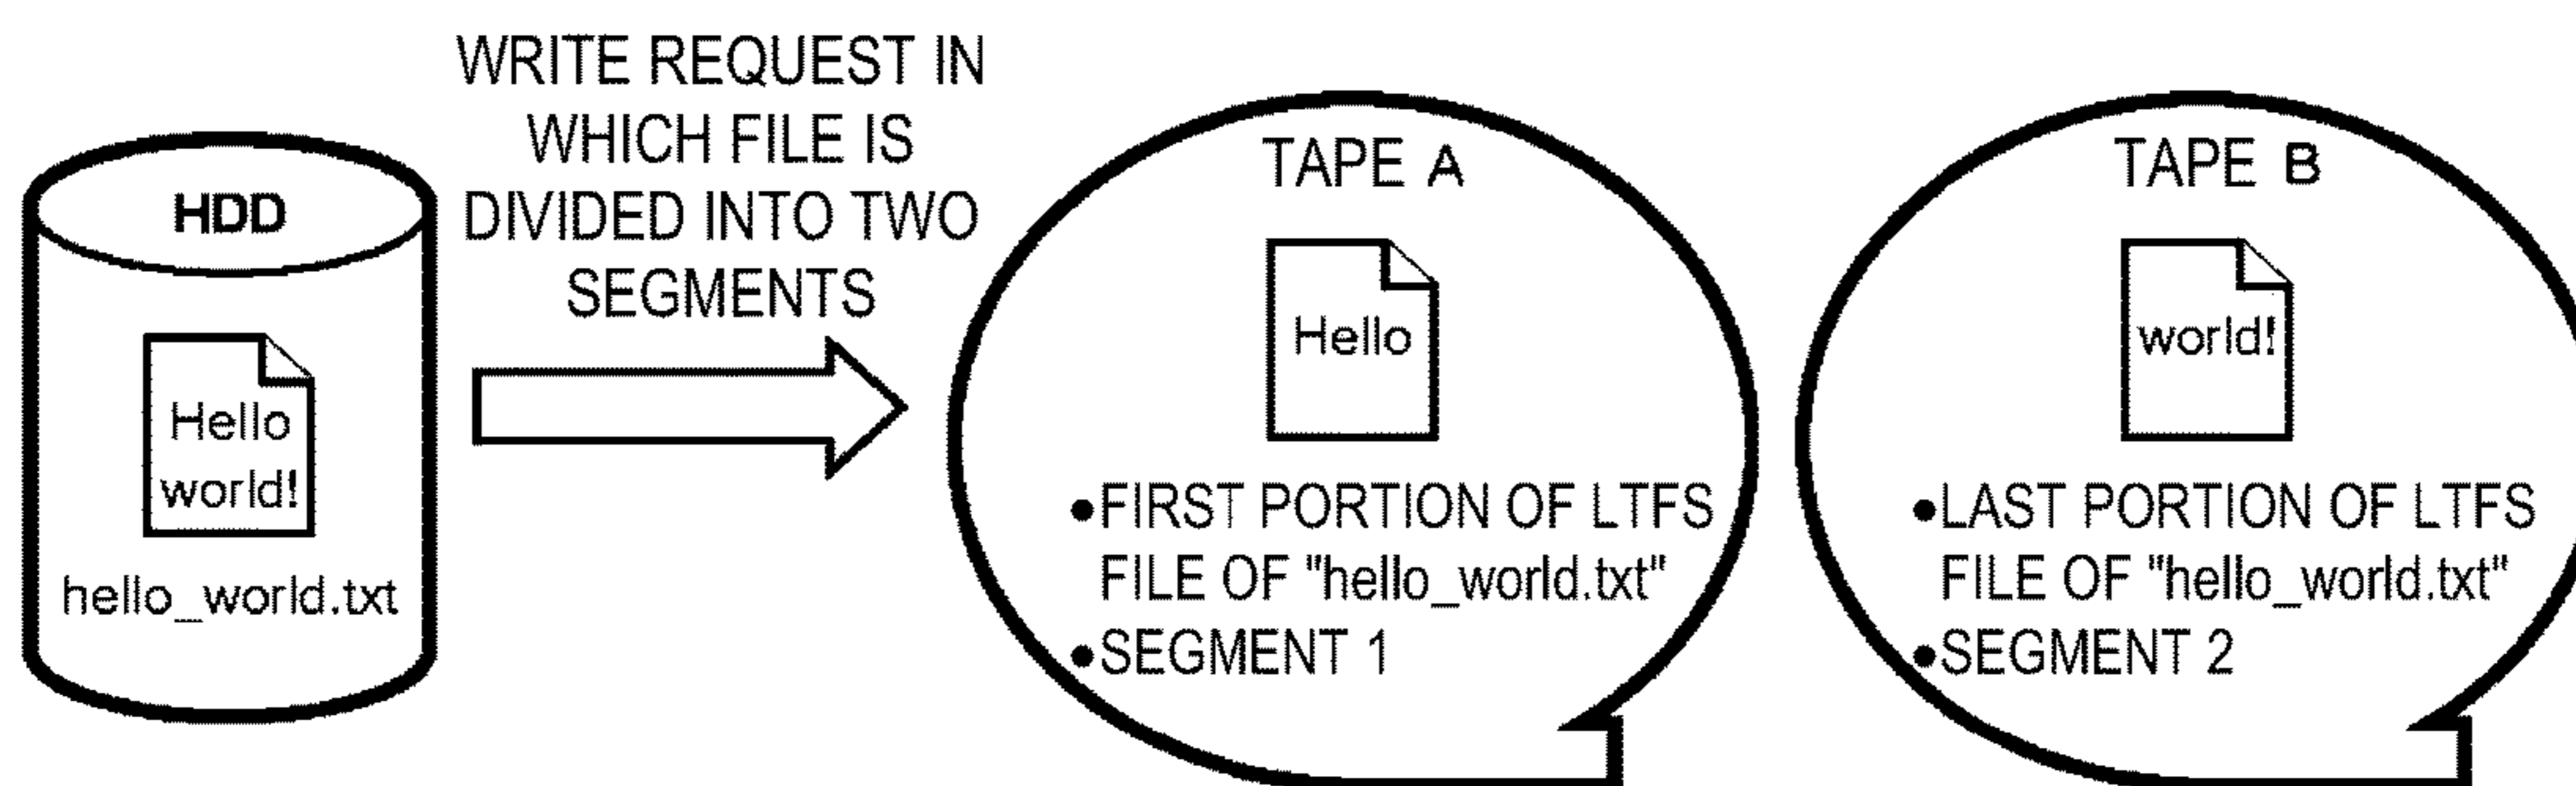 HDD
Hello
world!
hello_world.txt
WRITE REQUEST IN
WHICH FILE IS
DIVIDED INTO TWO
SEGMENTS
TAPE A
Hello
•FIRST PORTION OF LTFS
FILE OF "hello_world.txt"
•SEGMENT 1
TAPE B
world!
•LAST PORTION OF LTFS
FILE OF "hello_world.txt"
•SEGMENT 2